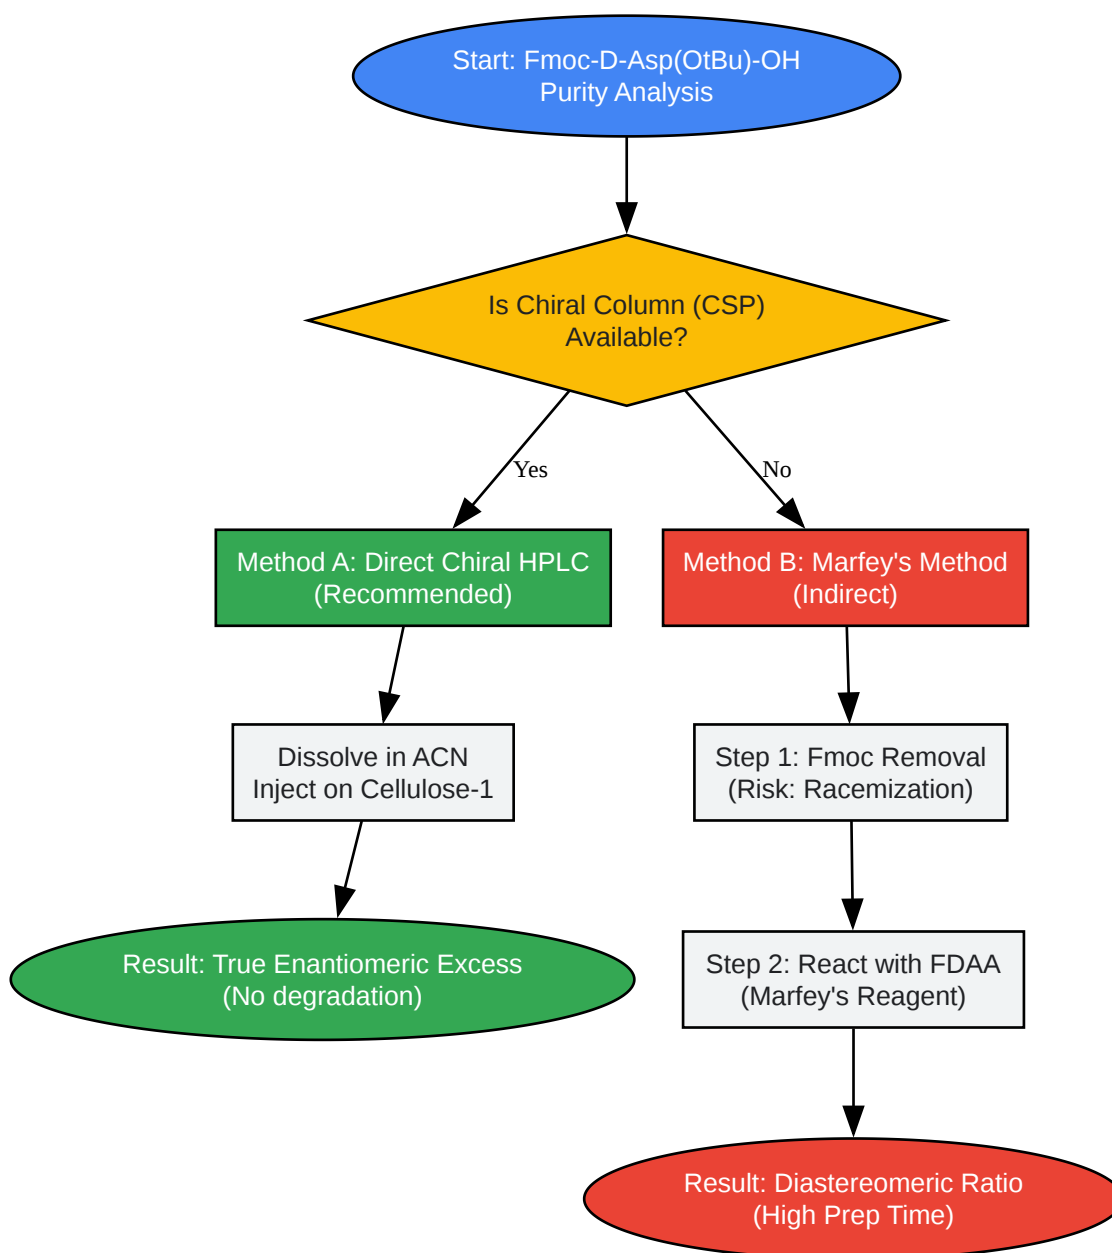 Start: Fmoc-D-Asp(OtBu)-OH
Purity Analysis
Is Chiral Column (CSP)
Available?
Yes
No
Method A: Direct Chiral HPLC
(Recommended)
Method B: Marfey's Method
(Indirect)
Dissolve in ACN
Inject on Cellulose-1
Step 1: Fmoc Removal
(Risk: Racemization)
Result: True Enantiomeric Excess
(No degradation)
Step 2: React with FDAA
(Marfey's Reagent)
Result: Diastereomeric Ratio
(High Prep Time)